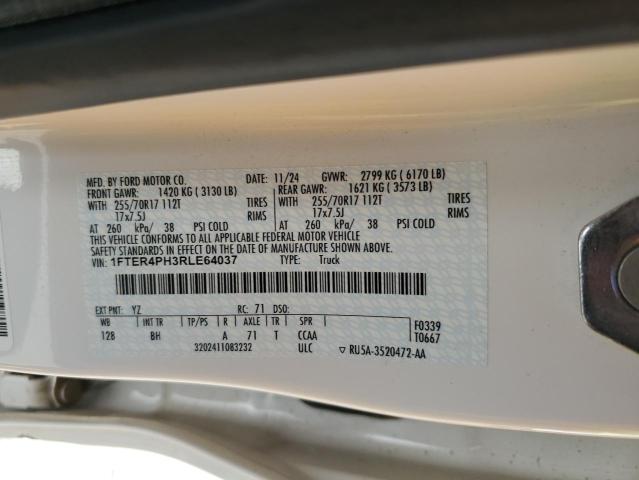 MFD. BY FORD MOTOR CO. DATE: 11/24 GVWR: 2799 KG ( 6170 LB)
FRONT GAWR: 1420 KG ( 3130 LB) REAR GAWR: 1621 KG ( 3573 LB)
WITH 255/70R17 112T TIRES WITH 255/70R17 112T TIRES
17x7.5J RIMS 17x7.5J RIMS
AT 260 kPa/ 38 PSI COLD AT 260 kPa/ 38 PSI COLD
THIS VEHICLE CONFORMS TO ALL APPLICABLE FEDERAL MOTOR VEHICLE
SAFETY STANDARDS IN EFFECT ON THE DATE OF MANUFACTURE SHOWN ABOVE.
VIN: 1FTER4PH3RLE64037 TYPE: Truck
EXT PNT: YZ RC: 71 DSO:
WB INT TR TP/PS R AXLE TR SPR F0339
128 BH A 71 T CCAA T0667
3202411083232 ULC RU5A-3520472-AA